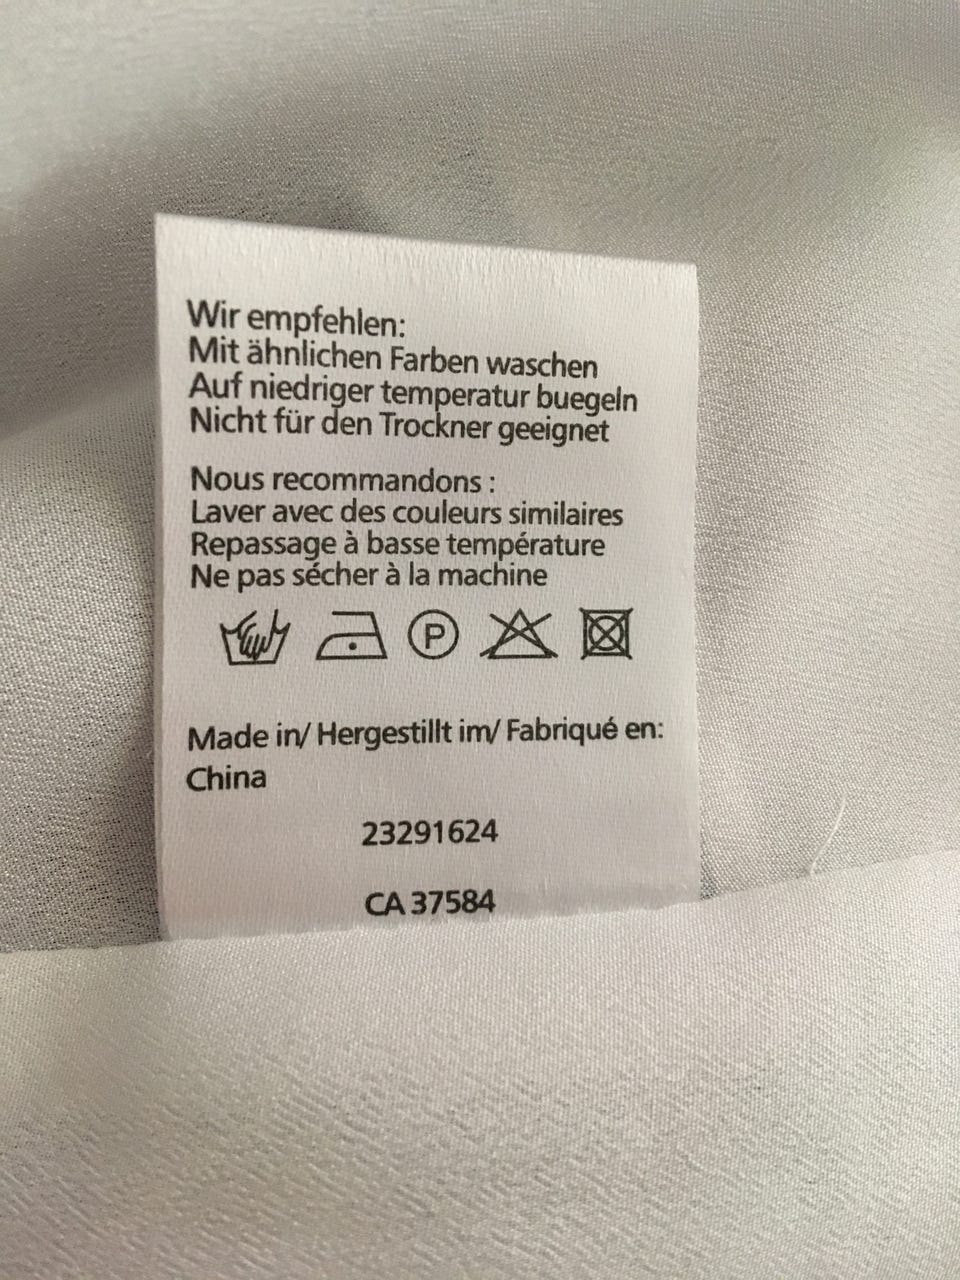 Wir empfehlen:
Mit ähnlichen Farben waschen
Auf niedriger temperatur buegeln
Nicht für den Trockner geeignet
Nous recommandons :
Laver avec des couleurs similaires
Repassage à basse température
Ne pas sécher à la machine
P
Made in/ Hergestillt im/ Fabriqué en:
China
23291624
CA 37584